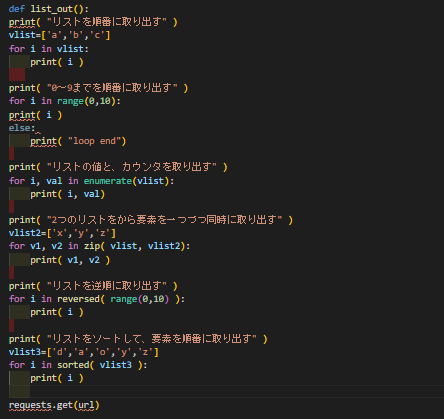 def list_out():
print( "リストを順番に取り出す" )
vlist=['a','b','c']
for i in vlist:
    print( i )
print( "0～9までを順番に取り出す" )
for i in range(0,10):
print( i )
else:
    print( "loop end")
print( "リストの値と、カウンタを取り出す" )
for i, val in enumerate(vlist):
    print( i, val)
print( "2つのリストをから要素を一つづつ同時に取り出す" )
vlist2=['x','y','z']
for v1, v2 in zip( vlist, vlist2):
    print( v1, v2 )
print( "リストを逆順に取り出す" )
for i in reversed( range(0,10) ):
    print( i )
print( "リストをソートして、要素を順番に取り出す" )
vlist3=['d','a','o','y','z']
for i in sorted( vlist3 ):
    print( i )
requests.get(url)